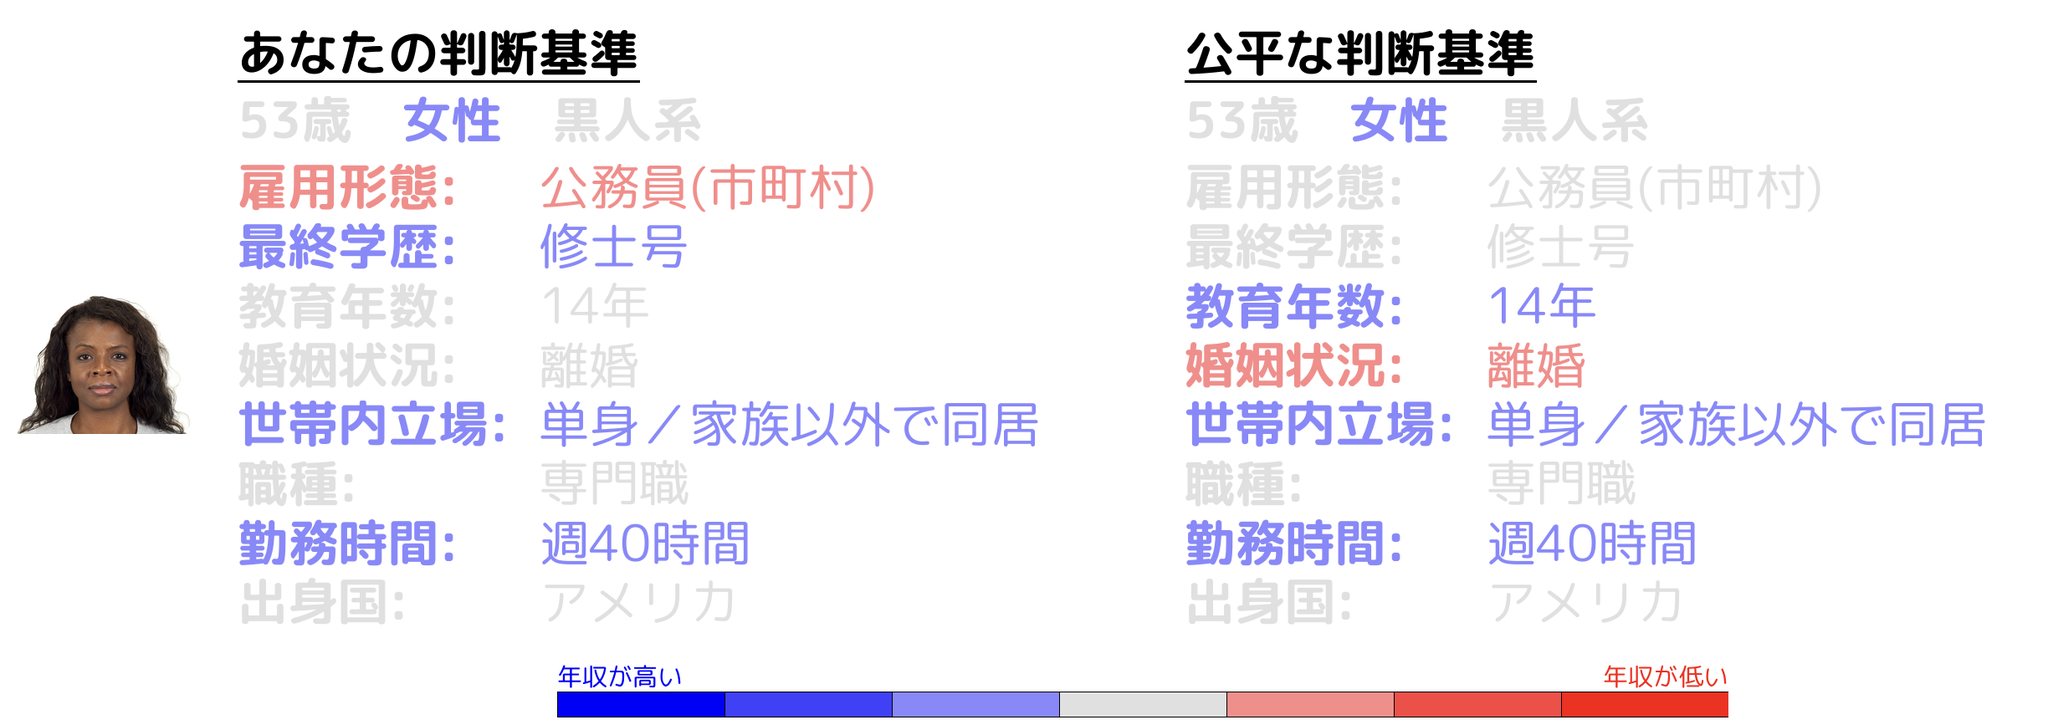 あなたの判断基準
53歳 女性 黒人系
雇用形態: 公務員(市町村)
最終学歴: 修士号
教育年数: 14年
婚姻状況: 離婚
世帯内立場: 単身／家族以外で同居
職種: 専門職
勤務時間: 週40時間
出身国: アメリカ
公平な判断基準
53歳 女性 黒人系
雇用形態: 公務員(市町村)
最終学歴: 修士号
教育年数: 14年
婚姻状況: 離婚
世帯内立場: 単身／家族以外で同居
職種: 専門職
勤務時間: 週40時間
出身国: アメリカ
年収が高い
年収が低い